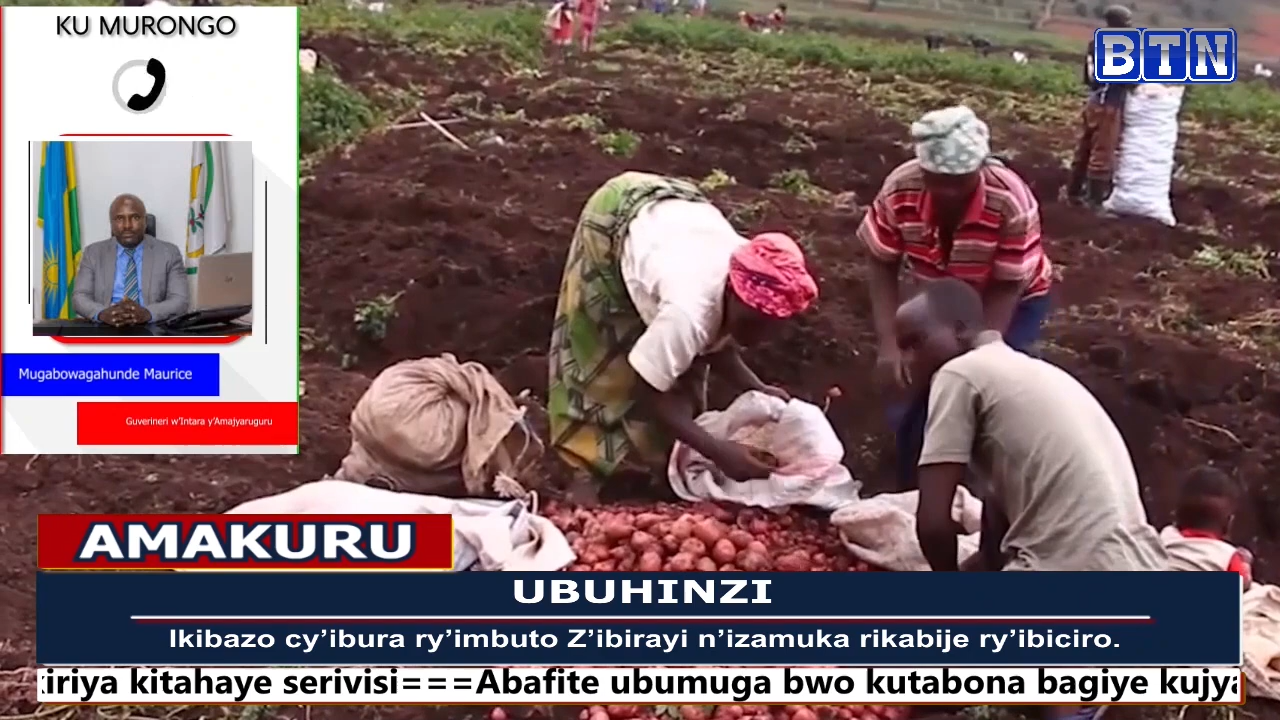 KU MURONGO
BTN
Mugabowagahunde Maurice
Guverineri w'Intara y'Amajyaruguru
AMAKURU
UBUHINZI
Ikibazo cy'ibura ry'imbuto Z'ibirayi n'izamuka rikabije ry'ibiciro.
kitahaye serivisi===Abafite ubumuga bwo kutabona bagiye